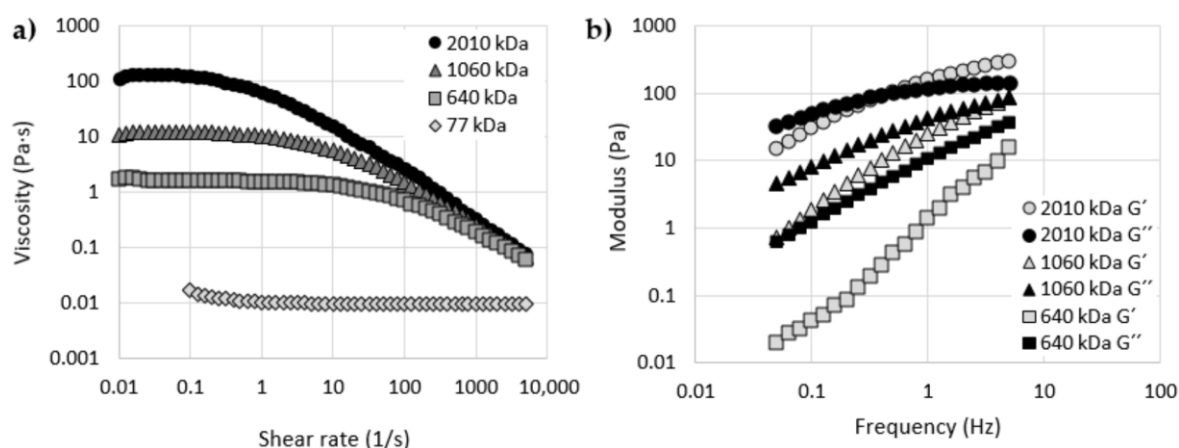 a)
Viscosity (Pa·s)
1000
100
10
1
0.1
0.01
0.001
2010 kDa
1060 kDa
640 kDa
77 kDa
0.01 0.1 1 10 100 1000 10,000
Shear rate (1/s)
b)
Modulus (Pa)
1000
100
10
1
0.1
0.01
2010 kDa G′
2010 kDa G′′
1060 kDa G′
1060 kDa G′′
640 kDa G′
640 kDa G′′
0.01 0.1 1 10 100
Frequency (Hz)